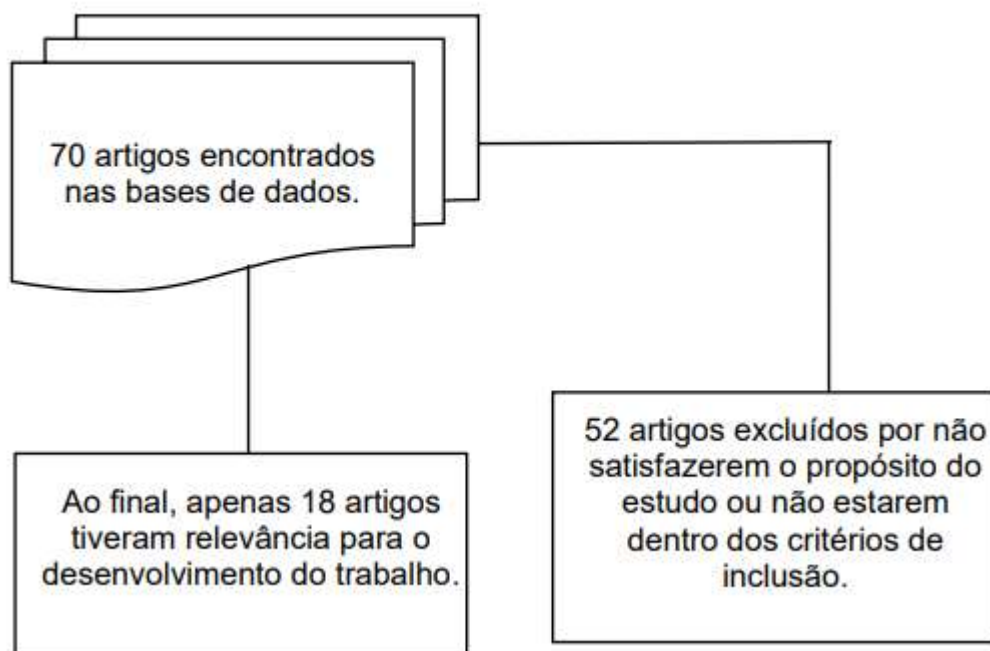 70 artigos encontrados
nas bases de dados.
Ao final, apenas 18 artigos
tiveram relevância para o
desenvolvimento do trabalho.
52 artigos excluídos por não
satisfazerem o propósito do
estudo ou não estarem
dentro dos critérios de
inclusão.